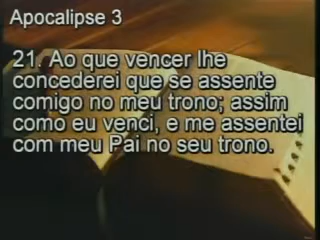 Apocalipse 3
21. Ao que vencer lhe
concederei que se assente
comigo no meu trono; assim
como eu venci, e me assentei
com meu Pai no seu trono.